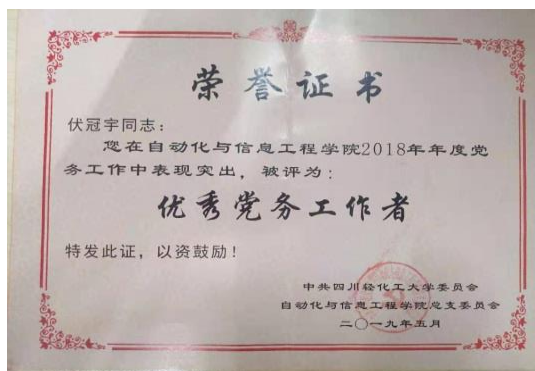 荣誉证书
伏冠宇同志：
您在自动化与信息工程学院2018年年度党
务工作中表现突出，被评为：
优秀党务工作者
特发此证，以资鼓励！
中共四川轻化工大学委员会
自动化与信息工程学院总支委员会
二〇一九年五月